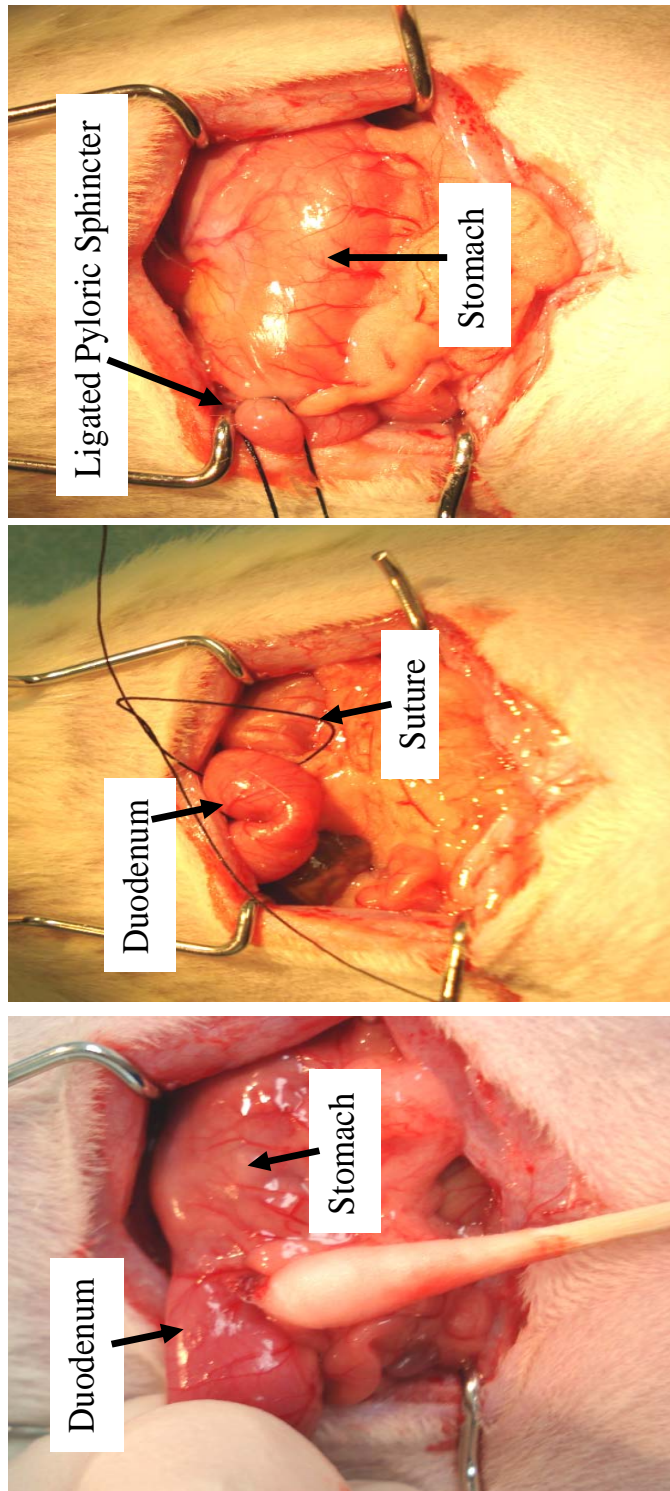 Duodenum
Stomach
Duodenum
Suture
Ligated Pyloric Sphincter
Stomach